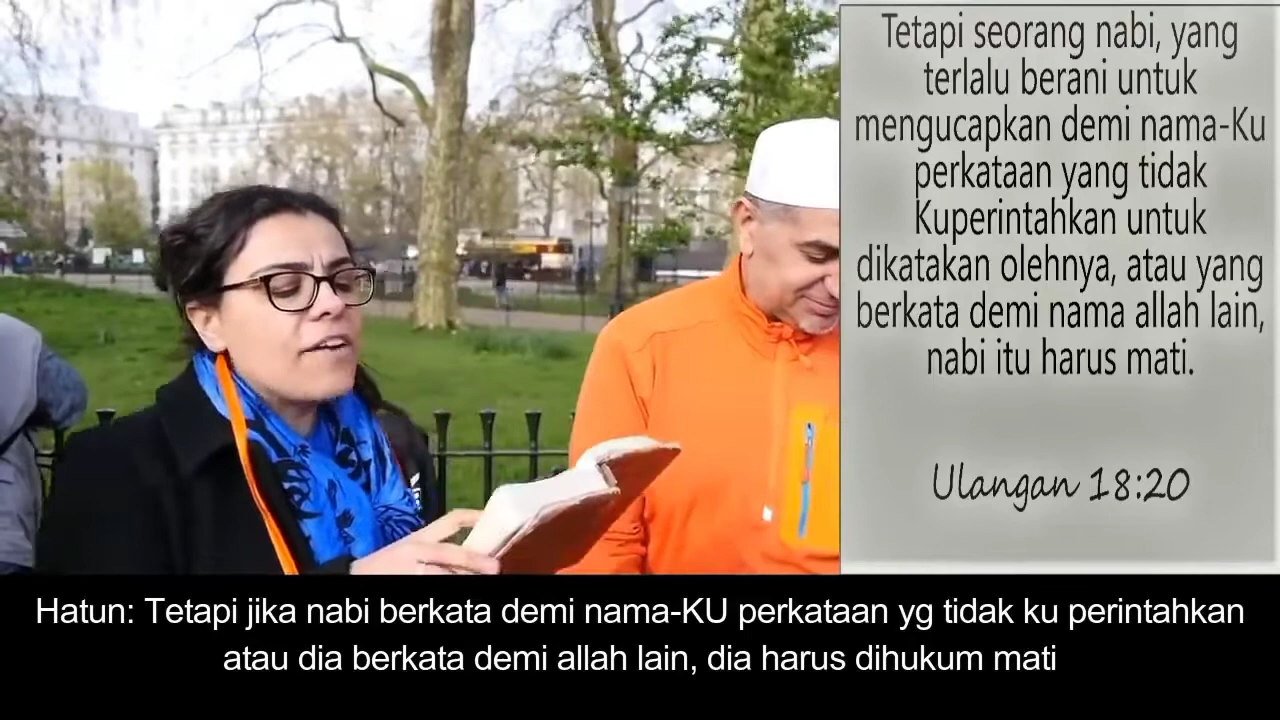 Tetapi seorang nabi, yang
terlalu berani untuk
mengucapkan demi nama-Ku
perkataan yang tidak
Kuperintahkan untuk
dikatakan olehnya, atau yang
berkata demi nama allah lain,
nabi itu harus mati.
Ulangan 18:20
Hatun: Tetapi jika nabi berkata demi nama-KU perkataan yg tidak ku perintahkan
atau dia berkata demi allah lain, dia harus dihukum mati